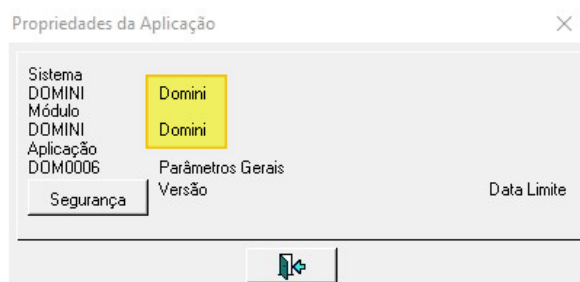 Propriedades da Aplicação
Sistema
DOMINI Domini
Módulo
DOMINI Domini
Aplicação
DOM0006 Parâmetros Gerais
Segurança Versão Data Limite